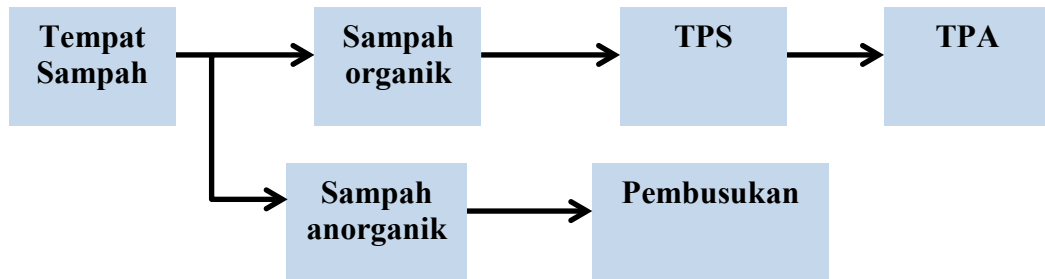 Tempat
Sampah
Sampah
organik
TPS
TPA
Sampah
anorganik
Pembusukan